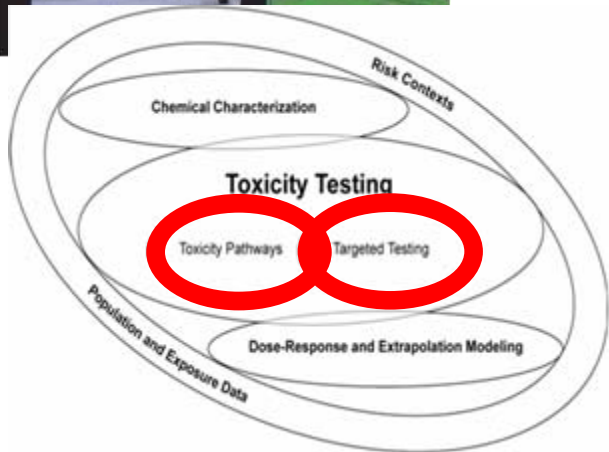 Risk Contexts
Chemical Characterization
Toxicity Testing
Toxicity Pathways
Targeted Testing
Dose-Response and Extrapolation Modeling
Population and Exposure Data